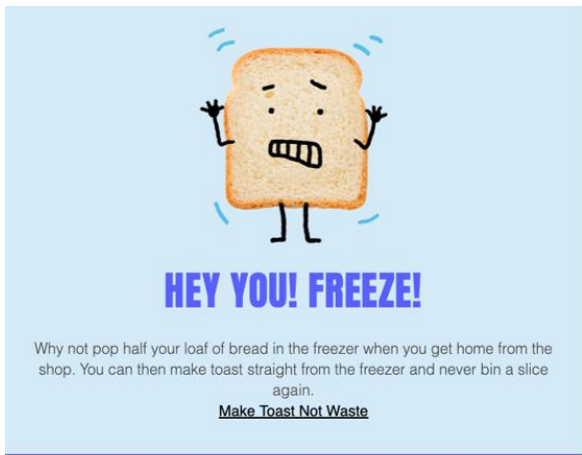 HEY YOU! FREEZE!
Why not pop half your loaf of bread in the freezer when you get home from the
shop. You can then make toast straight from the freezer and never bin a slice
again.
Make Toast Not Waste